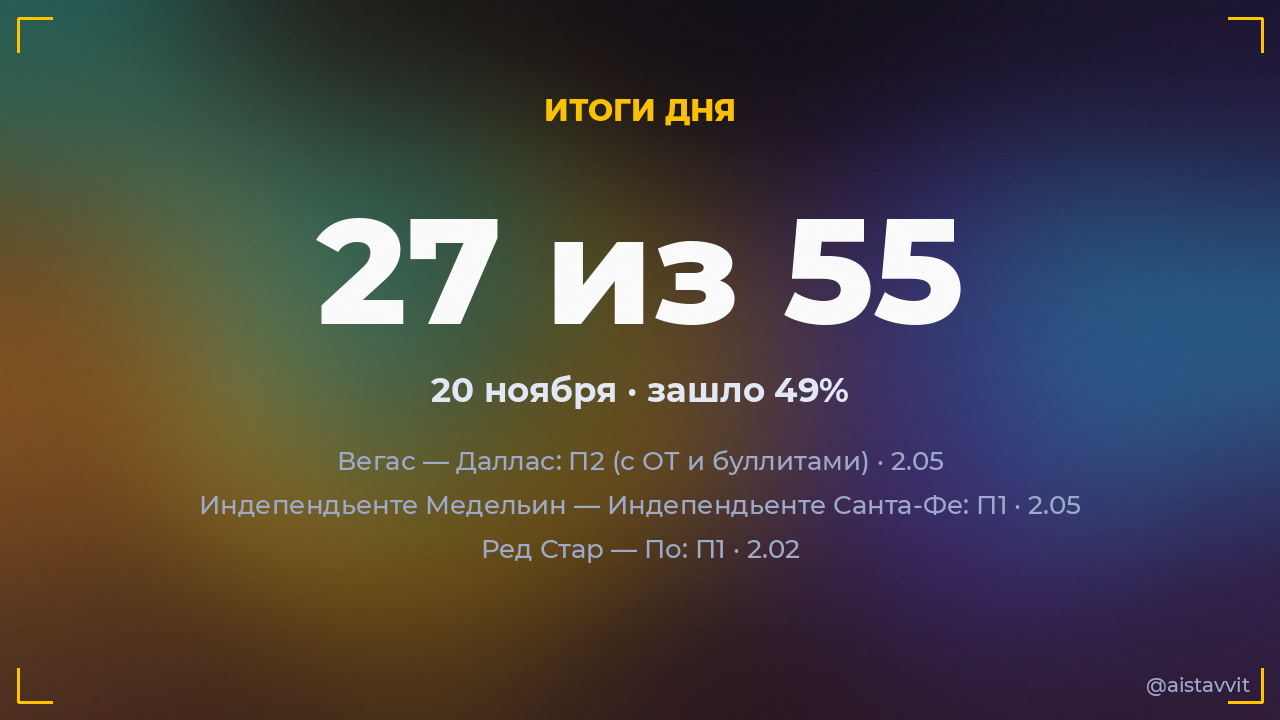 ИТОГИ ДНЯ
27 из 55
20 ноября · зашло 49%
Вегас — Даллас: П2 (с ОТ и буллитами) · 2.05
Индепендьенте Медельин — Индепендьенте Санта-Фе: П1 · 2.05
Ред Стар — По: П1 · 2.02
@aistavvit